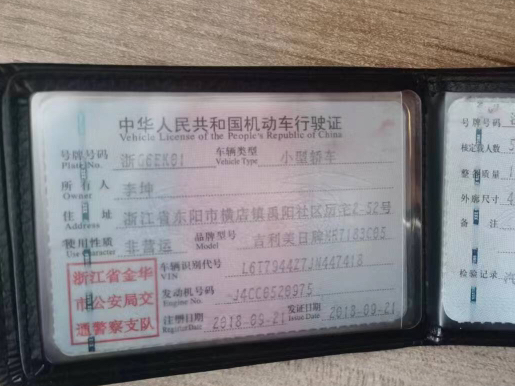 中华人民共和国机动车行驶证
Vehicle License of the People's Republic of China
号牌号码 浙G6EK61 车辆类型 小型轿车
Plate No. Vehicle Type
所有人 李坤
Owner
住址 浙江省东阳市横店镇禹阳社区厉宅2-52号
Address
使用性质 非营运 品牌型号 吉利美日牌
Use Character Model
浙江省金华
市公安局交
通警察支队
车辆识别代号
VIN
发动机号码 J4CC6528975
Engine No.
注册日期 2018-09-21 发证日期 2018-09-21
Register Date Issue Date
号牌号码
核定载人数
整
外廓尺寸
备注
检验记录